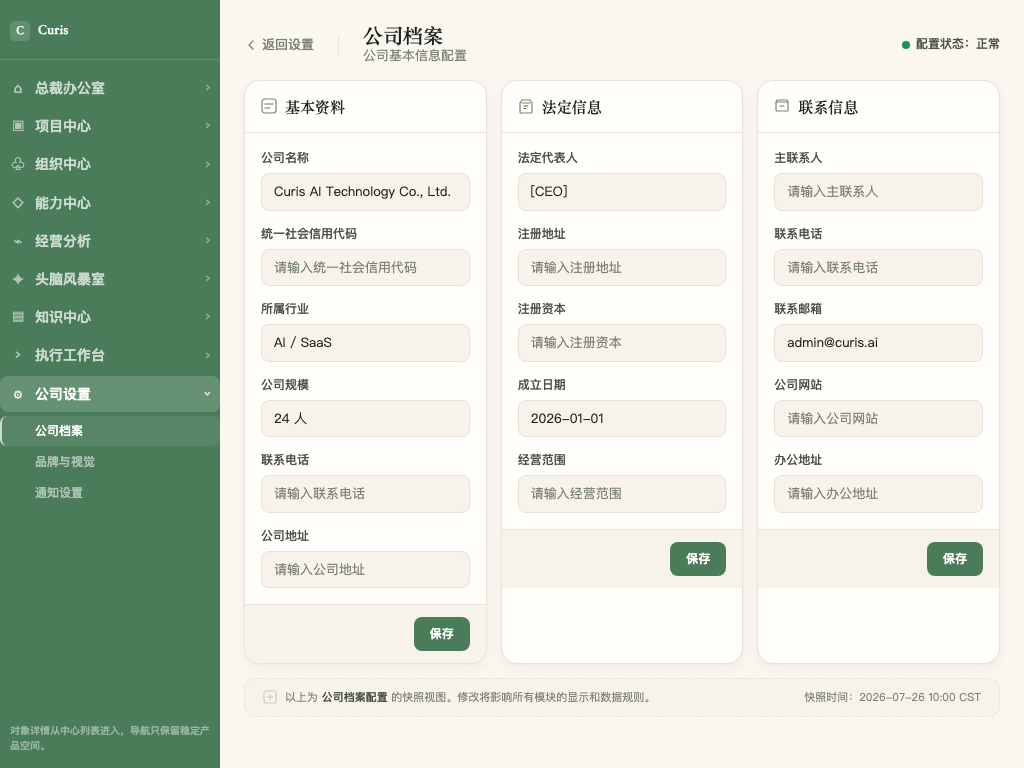 C Curis
总裁办公室
项目中心
组织中心
能力中心
经营分析
头脑风暴室
知识中心
执行工作台
公司设置
公司档案
品牌与视觉
通知设置
对象详情从中心列表进入，导航只保留稳定产
品空间。
返回设置
公司档案
公司基本信息配置
配置状态：正常
基本资料
公司名称
Curis AI Technology Co., Ltd.
统一社会信用代码
请输入统一社会信用代码
所属行业
AI / SaaS
公司规模
24 人
联系电话
请输入联系电话
公司地址
请输入公司地址
保存
法定信息
法定代表人
[CEO]
注册地址
请输入注册地址
注册资本
请输入注册资本
成立日期
2026-01-01
经营范围
请输入经营范围
保存
联系信息
主联系人
请输入主联系人
联系电话
请输入联系电话
联系邮箱
admin@curis.ai
公司网站
请输入公司网站
办公地址
请输入办公地址
保存
以上为 公司档案配置 的快照视图。修改将影响所有模块的显示和数据规则。
快照时间：2026-07-26 10:00 CST